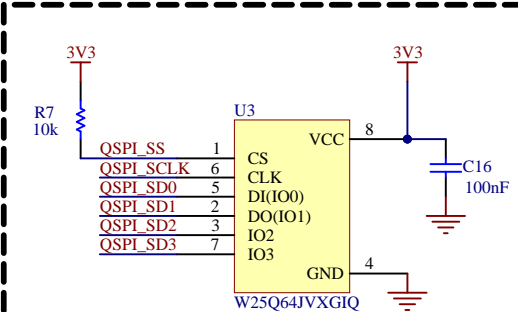 3V3
3V3
R7
10k
U3
QSPI_SS 1 CS
VCC 8
QSPI_SCLK 6 CLK
QSPI_SD0 5 DI(IO0)
QSPI_SD1 2 DO(IO1)
QSPI_SD2 3 IO2
QSPI_SD3 7 IO3
C16
100nF
GND 4
W25Q64JVXGIQ